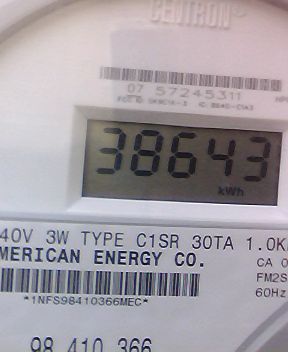 CENTRON®
07 57245311
38643
kWh
40V 3W TYPE C1SR 30TA 1.0K
MERICAN ENERGY CO.
CA 0
FM2S
60Hz
*1NFS98410366MEC*
98 410 366